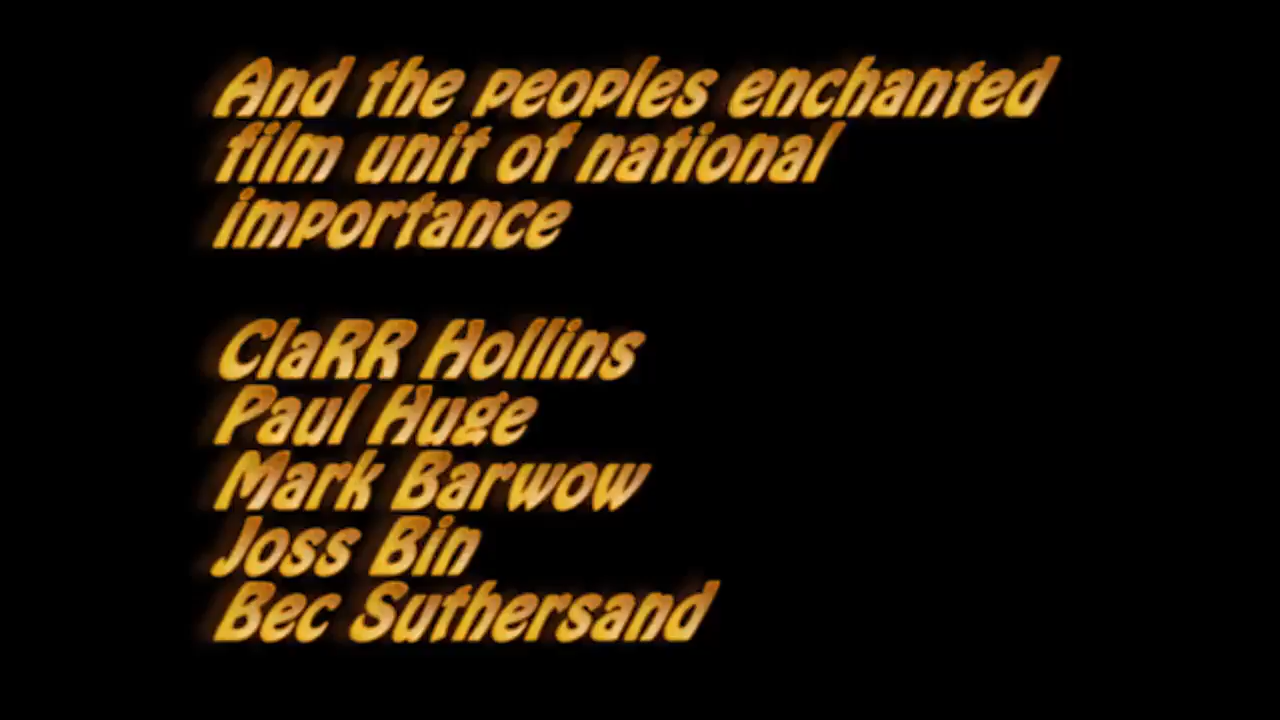 And the peoples enchanted
film unit of national
importance
ClaRR Hollins
Paul Huge
Mark Barwow
Joss Bin
Bec Suthersand